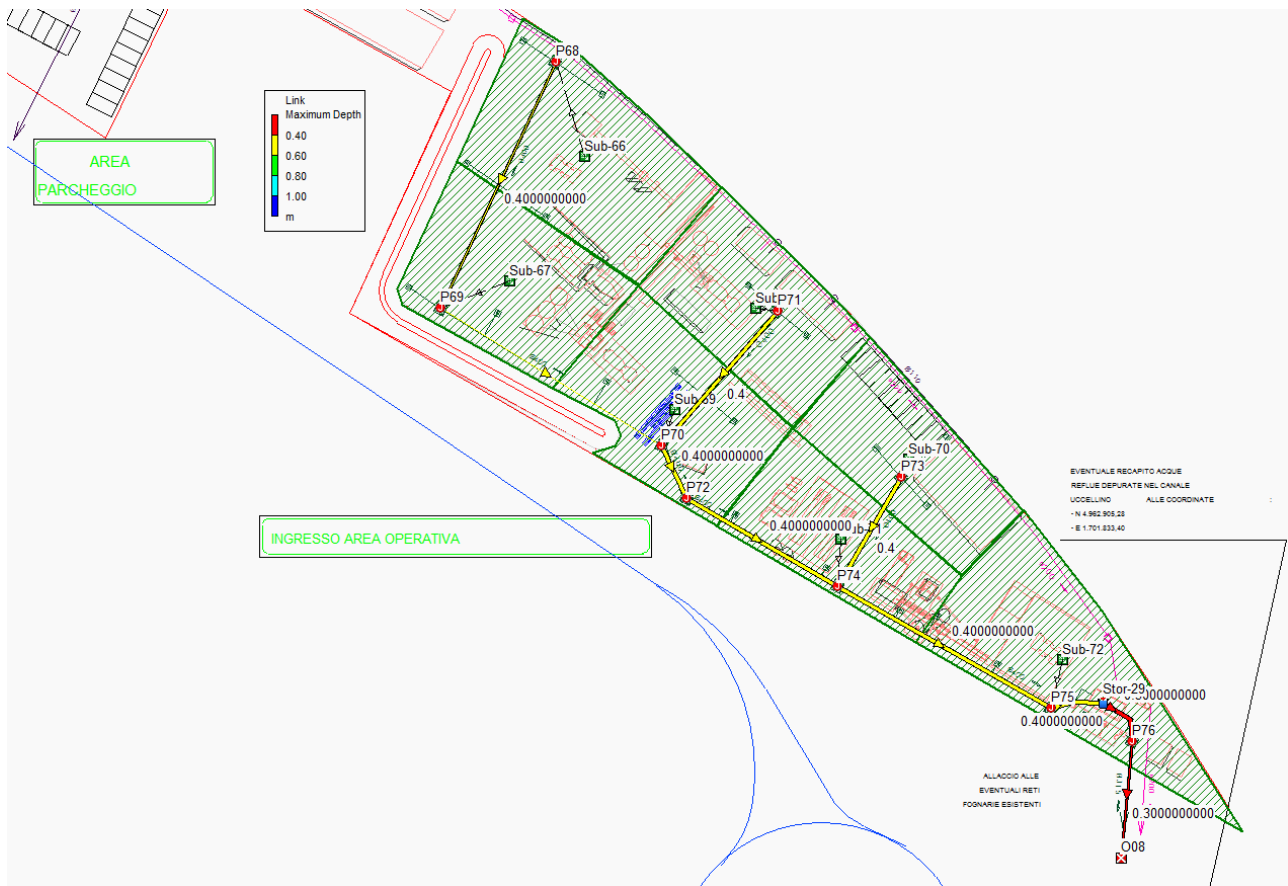 P68
Link
Maximum Depth
0.40
0.60
0.80
1.00
m
AREA
PARCHEGGIO
Sub-66
0.4000000000
Sub-67
P69
P71
0.4
P70
0.4000000000
P72
Sub-70
P73
0.4000000000
0.4
P74
EVENTUALE RECAPITO ACQUE
REFLUE DEPURATE NEL CANALE
UCCELLINO ALLE COORDINATE :
- N 4.962.905,28
- E 1.701.833,40
INGRESSO AREA OPERATIVA
0.4000000000
Sub-72
Stor-29
P75
0.4000000000
P76
ALLACCIO ALLE
EVENTUALI RETI
FOGNARIE ESISTENTI
0.3000000000
O08